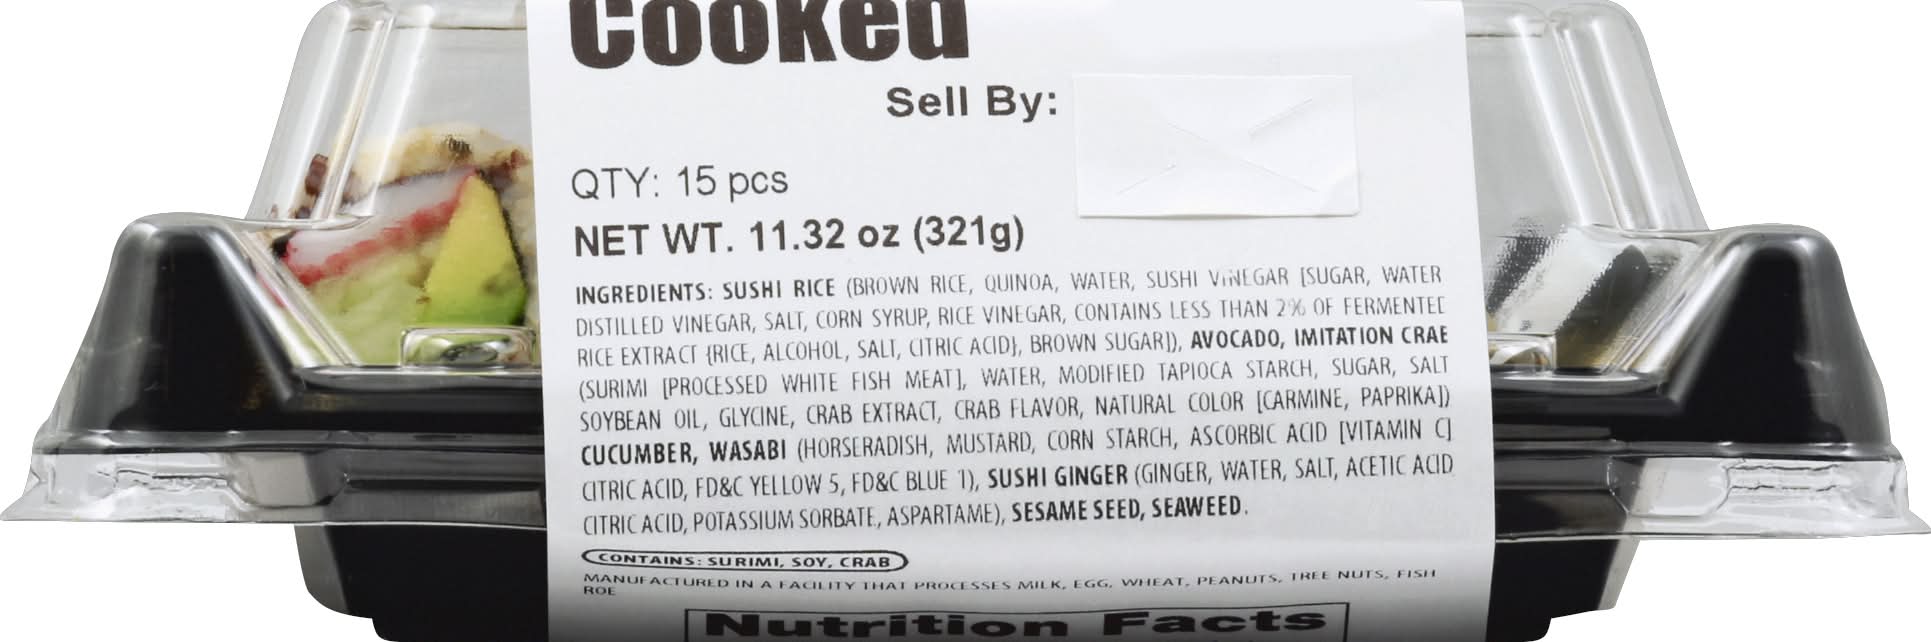 Cooked
Sell By:
QTY: 15 pcs
NET WT. 11.32 oz (321g)
INGREDIENTS: SUSHI RICE (BROWN RICE, QUINOA, WATER, SUSHI VINEGAR [SUGAR, WATER
DISTILLED VINEGAR, SALT, CORN SYRUP, RICE VINEGAR, CONTAINS LESS THAN 2% OF FERMENTED
RICE EXTRACT {RICE, ALCOHOL, SALT, CITRIC ACID}, BROWN SUGAR]), AVOCADO, IMITATION CRAE
(SURIMI [PROCESSED WHITE FISH MEAT], WATER, MODIFIED TAPIOCA STARCH, SUGAR, SALT
SOYBEAN OIL, GLYCINE, CRAB EXTRACT, CRAB FLAVOR, NATURAL COLOR [CARMINE, PAPRIKA])
CUCUMBER, WASABI (HORSERADISH, MUSTARD, CORN STARCH, ASCORBIC ACID [VITAMIN C]
CITRIC ACID, FD&C YELLOW 5, FD&C BLUE 1), SUSHI GINGER (GINGER, WATER, SALT, ACETIC ACID
CITRIC ACID, POTASSIUM SORBATE, ASPARTAME), SESAME SEED, SEAWEED.
CONTAINS: SURIMI, SOY, CRAB
MANUFACTURED IN A FACILITY THAT PROCESSES MILK, EGG, WHEAT, PEANUTS, TREE NUTS, FISH
ROE
Nutrition Facts